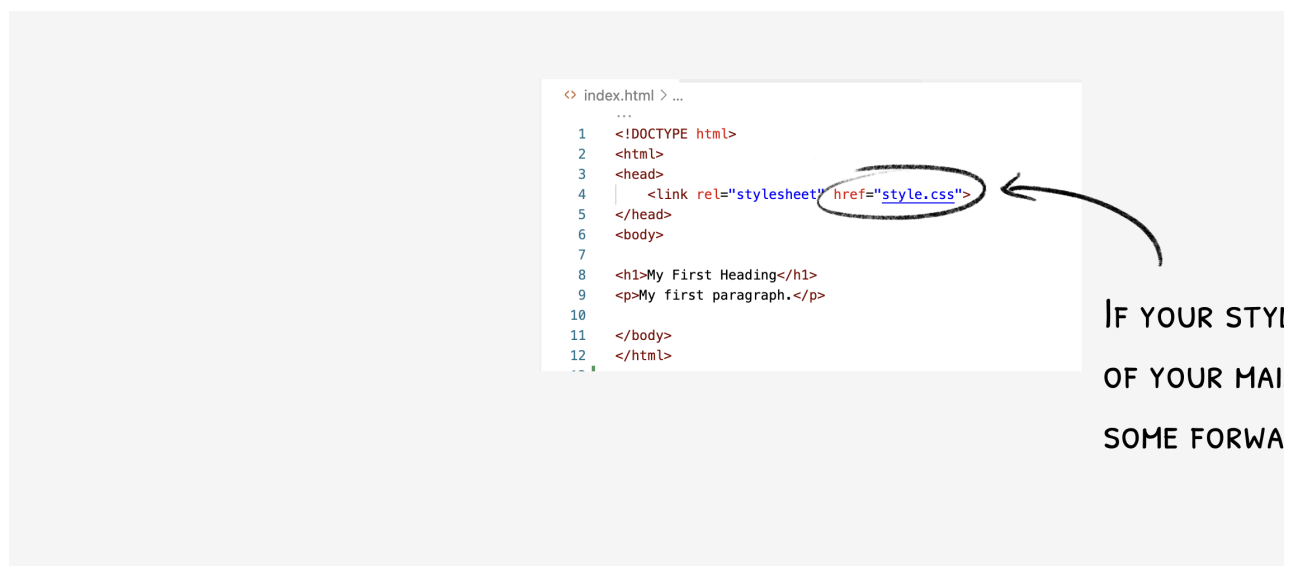 <> index.html > ...
...
1 <!DOCTYPE html>
2 <html>
3 <head>
4 <link rel="stylesheet" href="style.css">
5 </head>
6 <body>
7
8 <h1>My First Heading</h1>
9 <p>My first paragraph.</p>
10
11 </body>
12 </html>
If your
of your
some